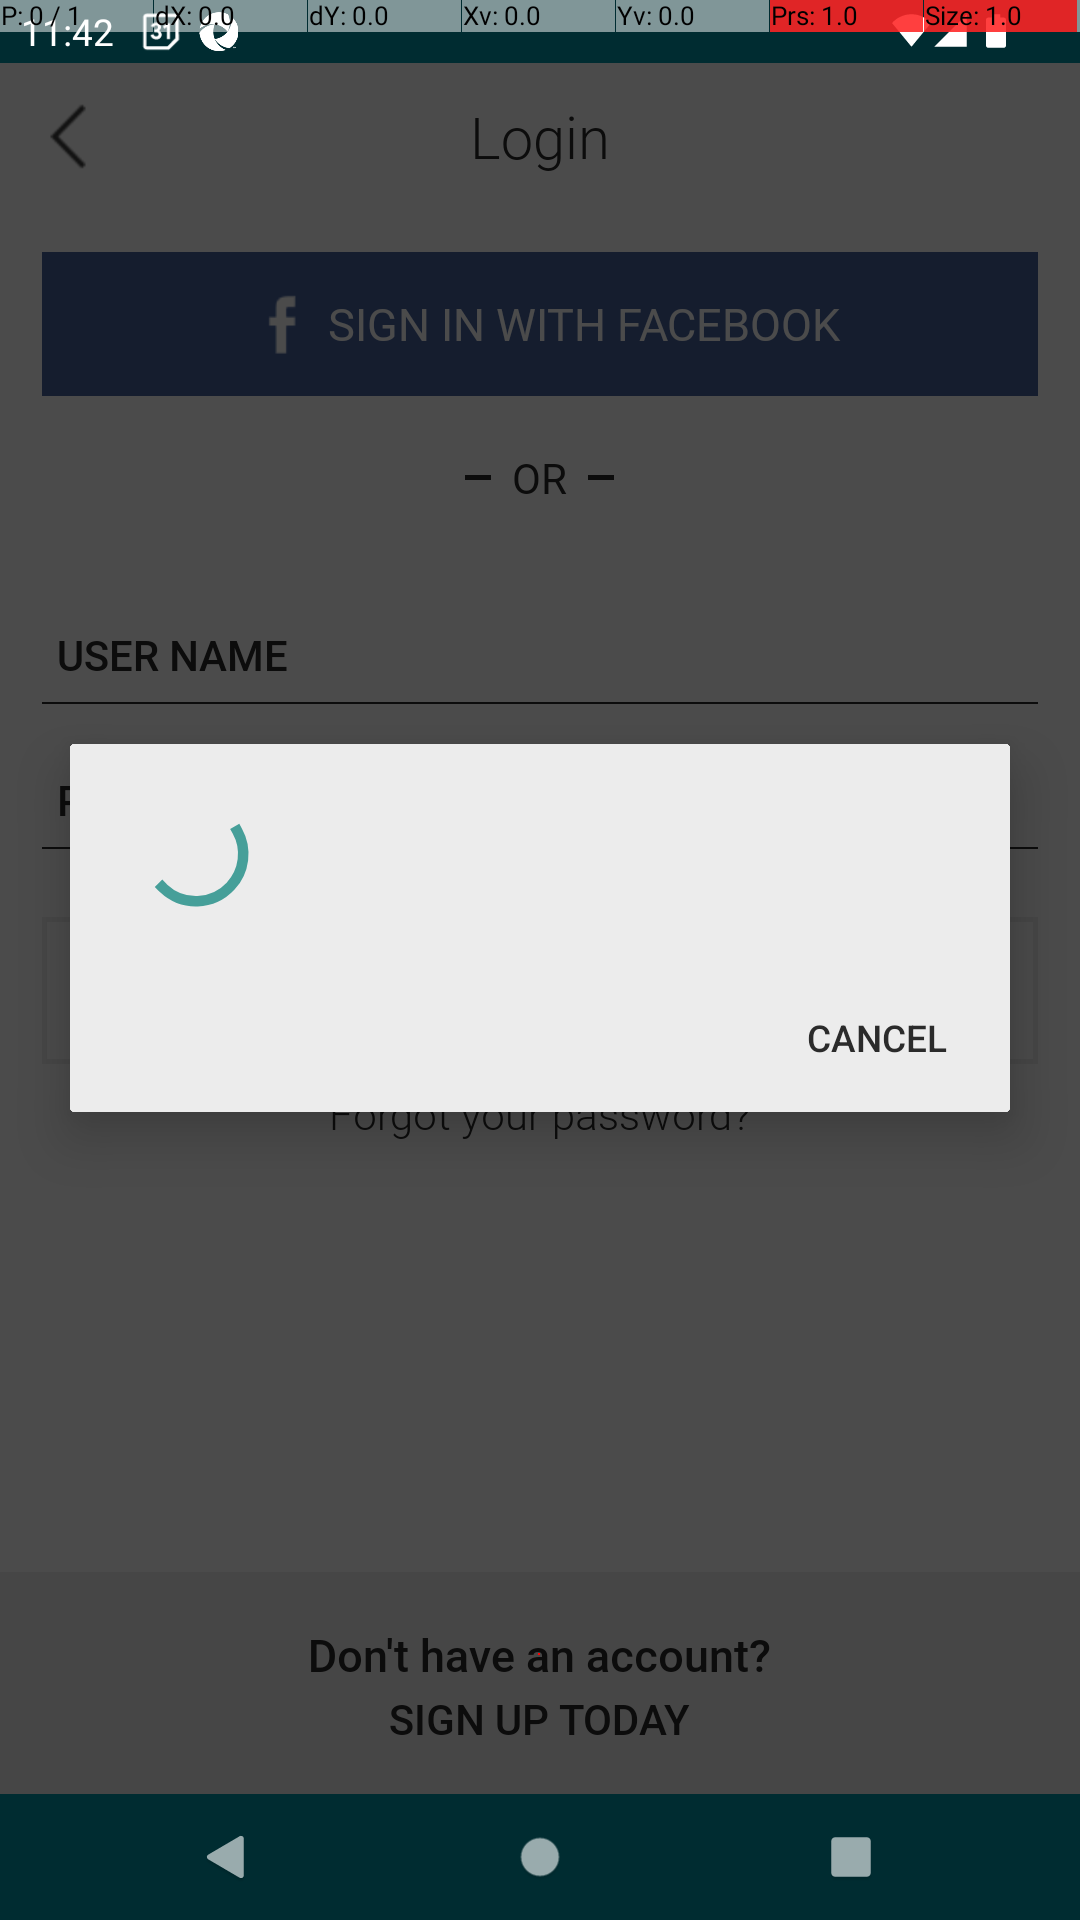 P: 0 / 1 dX: 0.0 dY: 0.0 Xv: 0.0 Yv: 0.0 Prs: 1.0 Size: 1.0
11:42 31
Login
f SIGN IN WITH FACEBOOK
– OR –
USER NAME
CANCEL
Forgot your password?
Don't have an account?
SIGN UP TODAY